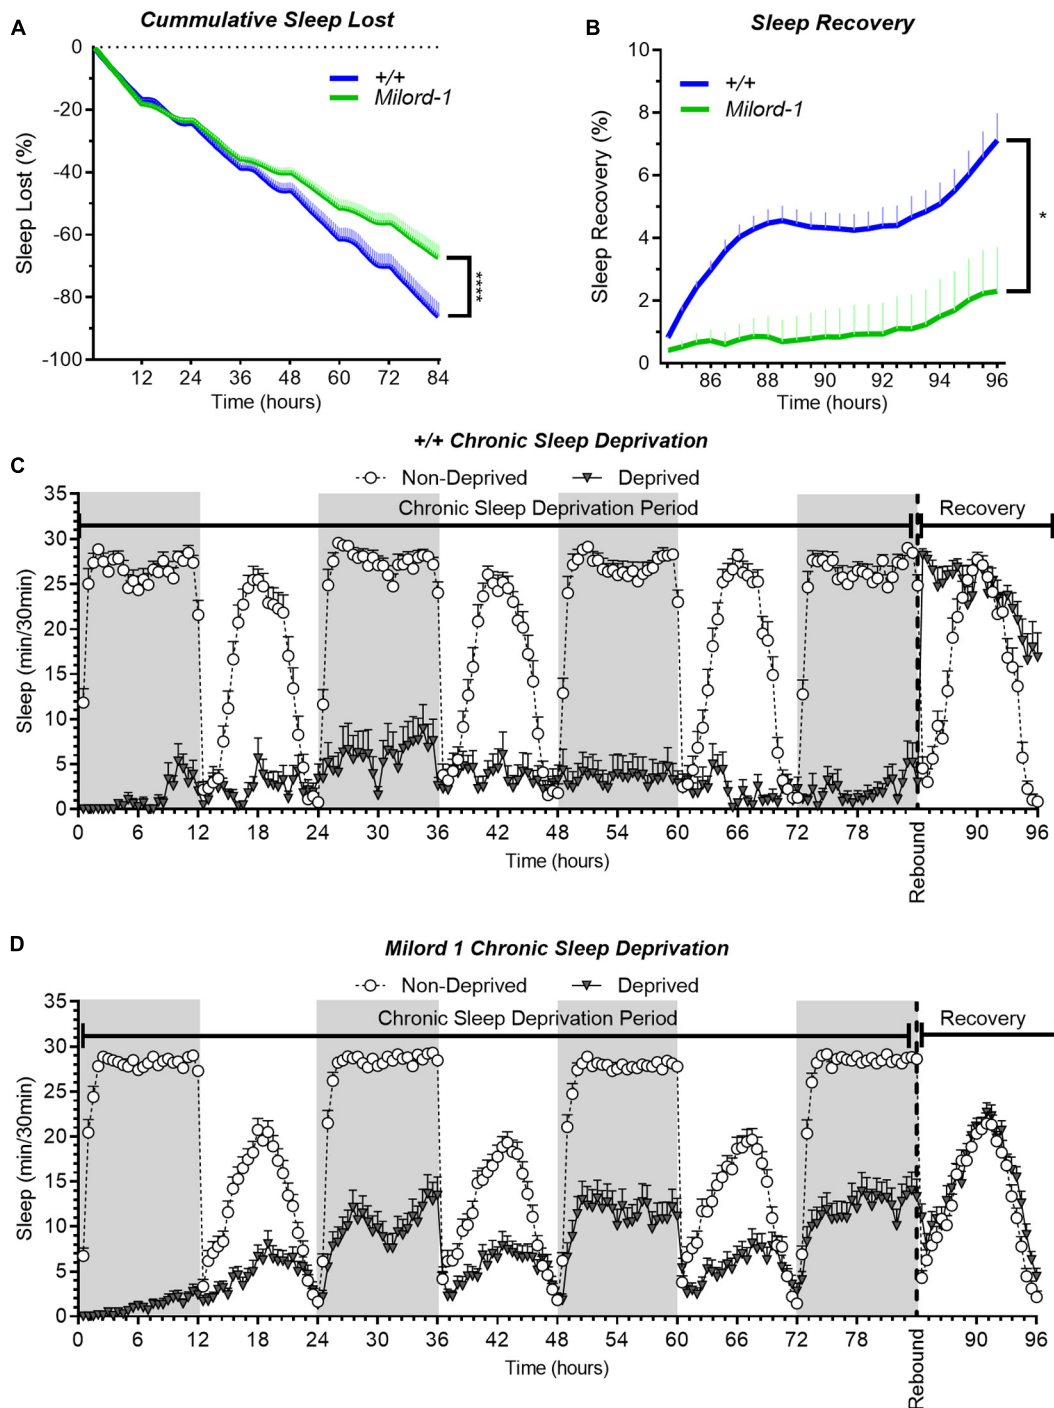 A
Cummulative Sleep Lost
0
-20
-40
-60
-80
-100
Sleep Lost (%)
+/+
Milord-1
****
12 24 36 48 60 72 84
Time (hours)
B
Sleep Recovery
10
8
6
4
2
0
Sleep Recovery (%)
+/+
Milord-1
*
86 88 90 92 94 96
Time (hours)
+/+ Chronic Sleep Deprivation
C
Non-Deprived Deprived
Chronic Sleep Deprivation Period Recovery
35
30
25
20
15
10
5
0
Sleep (min/30min)
0 6 12 18 24 30 36 42 48 54 60 66 72 78 90 96
Rebound
Time (hours)
D
Milord 1 Chronic Sleep Deprivation
Non-Deprived Deprived
Chronic Sleep Deprivation Period Recovery
35
30
25
20
15
10
5
0
Sleep (min/30min)
0 6 12 18 24 30 36 42 48 54 60 66 72 78 90 96
Rebound
Time (hours)